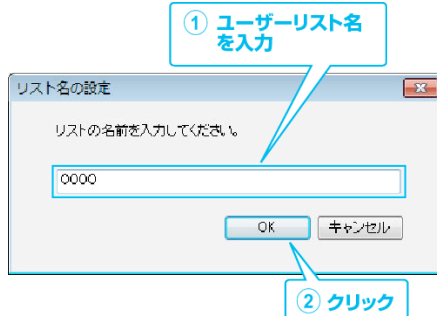 ① ユーザーリスト名
を入力
リスト名の設定
リストの名前を入力してください。
0000
OK
キャンセル
② クリック